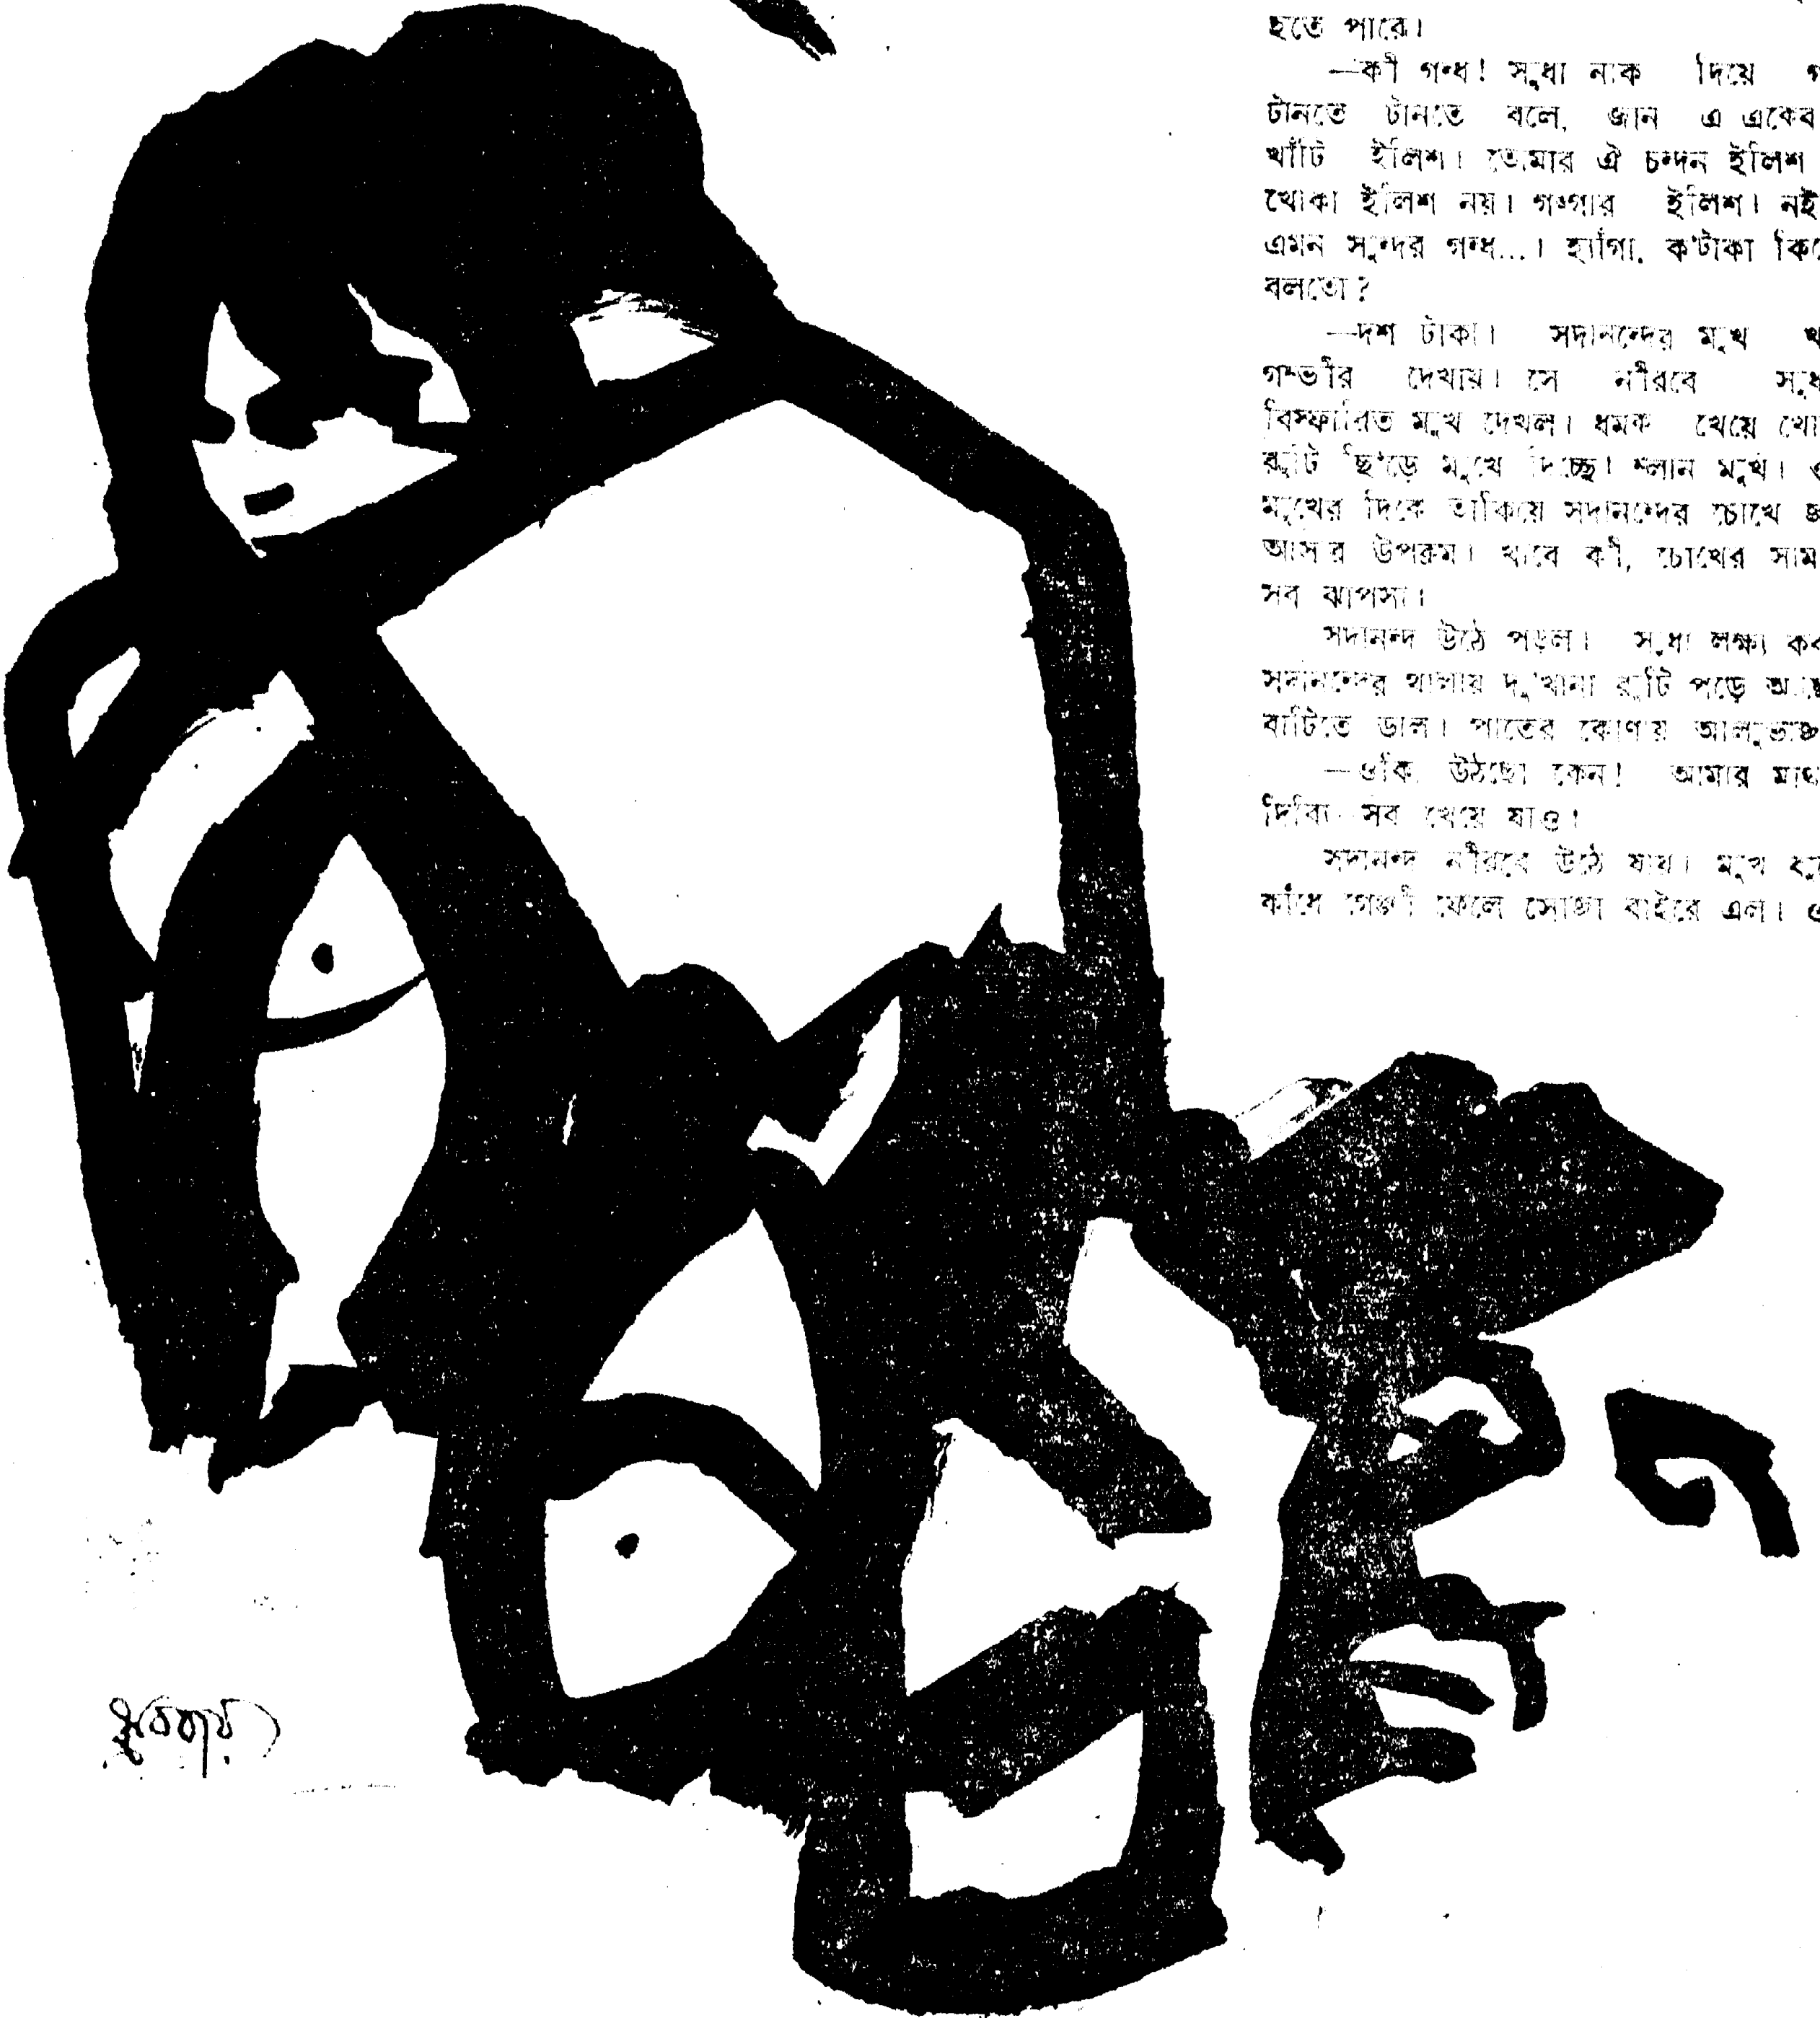 হতে পারে।
—কী গন্ধ! সুধা নাক দিয়ে
টানতে টানতে বলে, জান এ
খাঁটি ইলিশ। তোমার ঐ চন্দন ইলিশ
খোকা ইলিশ নয়। গঙ্গার ইলিশ। নই
এমন সুন্দর গন্ধ...। হ্যাঁগা, ক'টাকা
বলতো?
—দশ টাকা। সদানন্দের মুখ
গম্ভীর দেখায়। সে নীরবে
বিস্ফারিত মুখ দেখল। ধমক খেয়ে
রুটি ছিঁড়ে মুখে দিচ্ছে। ম্লান মুখ।
মুখের দিকে তাকিয়ে সদানন্দের চোখে
আসার উপক্রম। খাবে কী, চোখের
সব ঝাপসা।
সদানন্দ উঠে পড়ল। সুধা লক্ষ্য
সদানন্দের থালায় দু'খানা রুটি পড়ে
বাটিতে ডাল। পাতের কোণায়
—ওকি উঠছো কেন! আমার
দিব্যি সব খেয়ে যাও।
সদানন্দ নীরবে উঠে যায়। মুখ
কাঁধে গেঞ্জী ফেলে সোজা বাইরে এল।